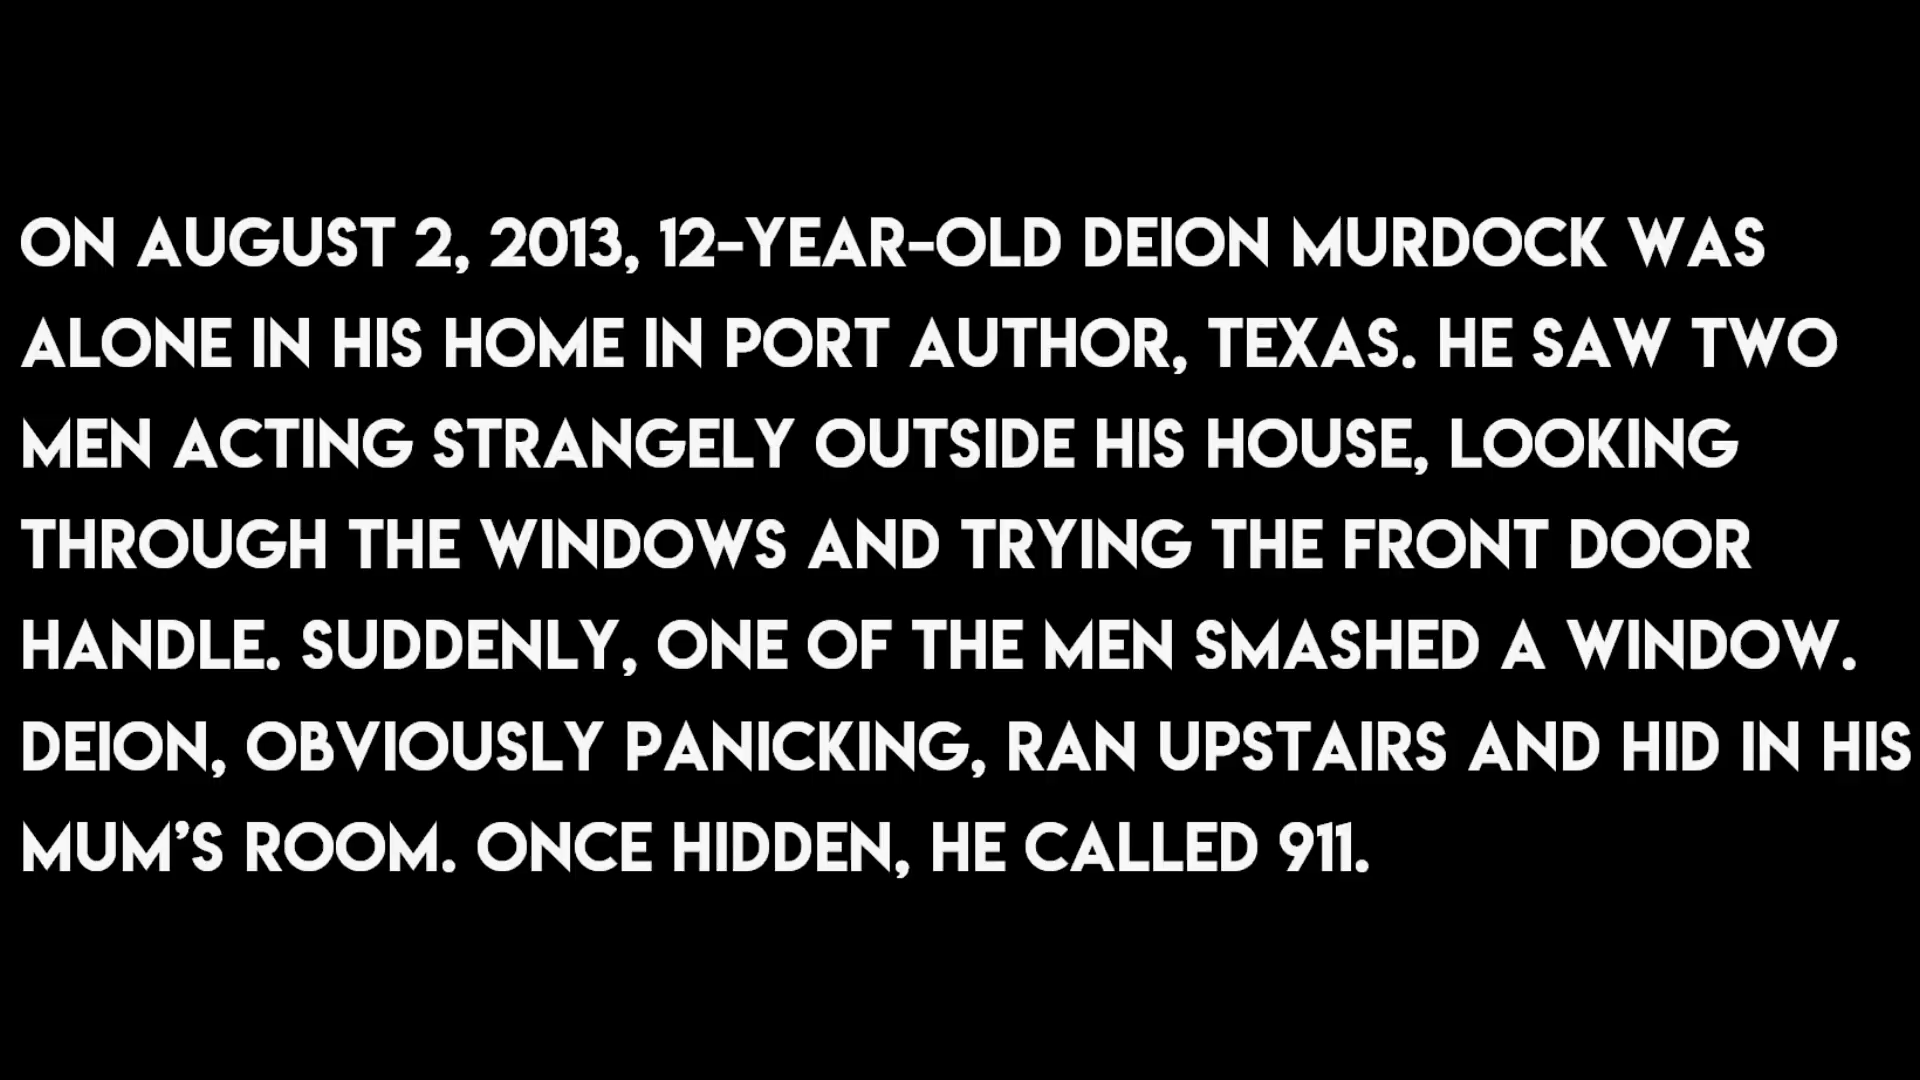 ON AUGUST 2, 2013, 12-YEAR-OLD DEION MURDOCK WAS
ALONE IN HIS HOME IN PORT AUTHOR, TEXAS. HE SAW TWO
MEN ACTING STRANGELY OUTSIDE HIS HOUSE, LOOKING
THROUGH THE WINDOWS AND TRYING THE FRONT DOOR
HANDLE. SUDDENLY, ONE OF THE MEN SMASHED A WINDOW.
DEION, OBVIOUSLY PANICKING, RAN UPSTAIRS AND HID IN HIS
MUM'S ROOM. ONCE HIDDEN, HE CALLED 911.